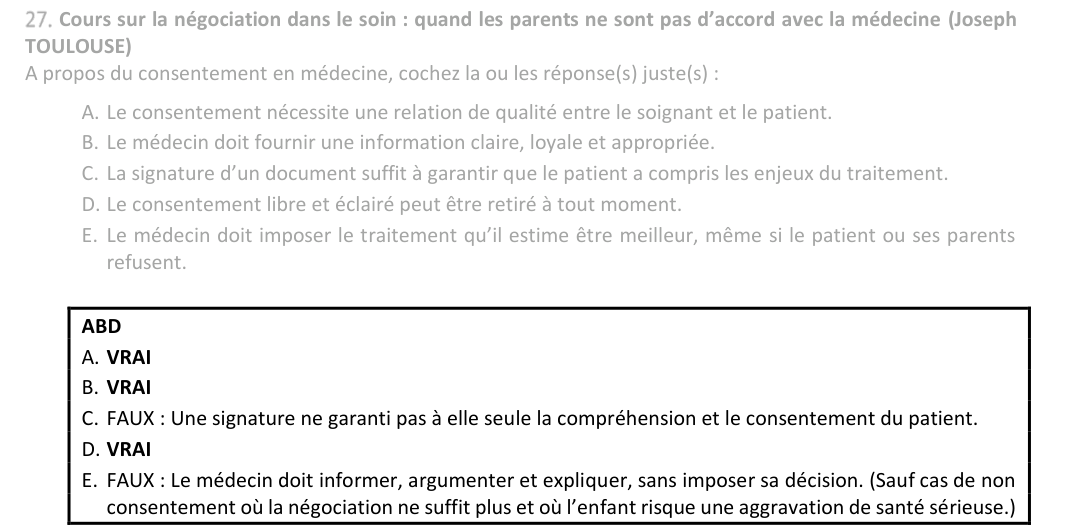 27. Cours sur la négociation dans le soin : quand les parents ne sont pas d’accord avec la médecine (Joseph
TOULOUSE)
A propos du consentement en médecine, cochez la ou les réponse(s) juste(s) :
A. Le consentement nécessite une relation de qualité entre le soignant et le patient.
B. Le médecin doit fournir une information claire, loyale et appropriée.
C. La signature d’un document suffit à garantir que le patient a compris les enjeux du traitement.
D. Le consentement libre et éclairé peut être retiré à tout moment.
E. Le médecin doit imposer le traitement qu’il estime être meilleur, même si le patient ou ses parents
refusent.
ABD
A. VRAI
B. VRAI
C. FAUX : Une signature ne garanti pas à elle seule la compréhension et le consentement du patient.
D. VRAI
E. FAUX : Le médecin doit informer, argumenter et expliquer, sans imposer sa décision. (Sauf cas de non
consentement où la négociation ne suffit plus et où l’enfant risque une aggravation de santé sérieuse.)